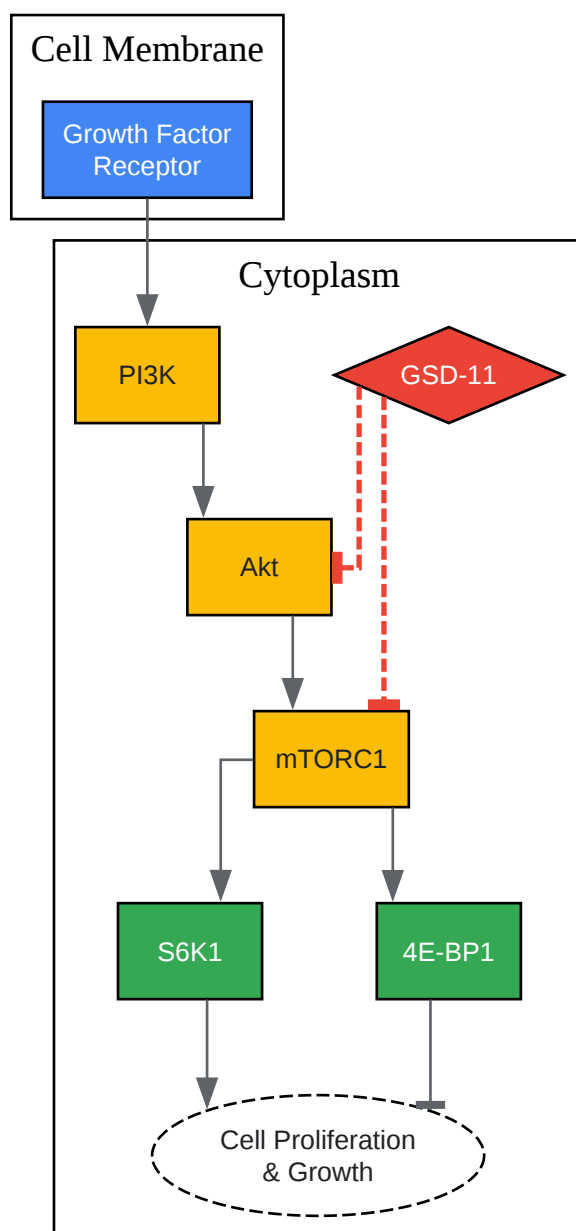 Cell Membrane
Growth Factor
Receptor
Cytoplasm
PI3K
GSD-11
Akt
mTORC1
S6K1
4E-BP1
Cell Proliferation
& Growth